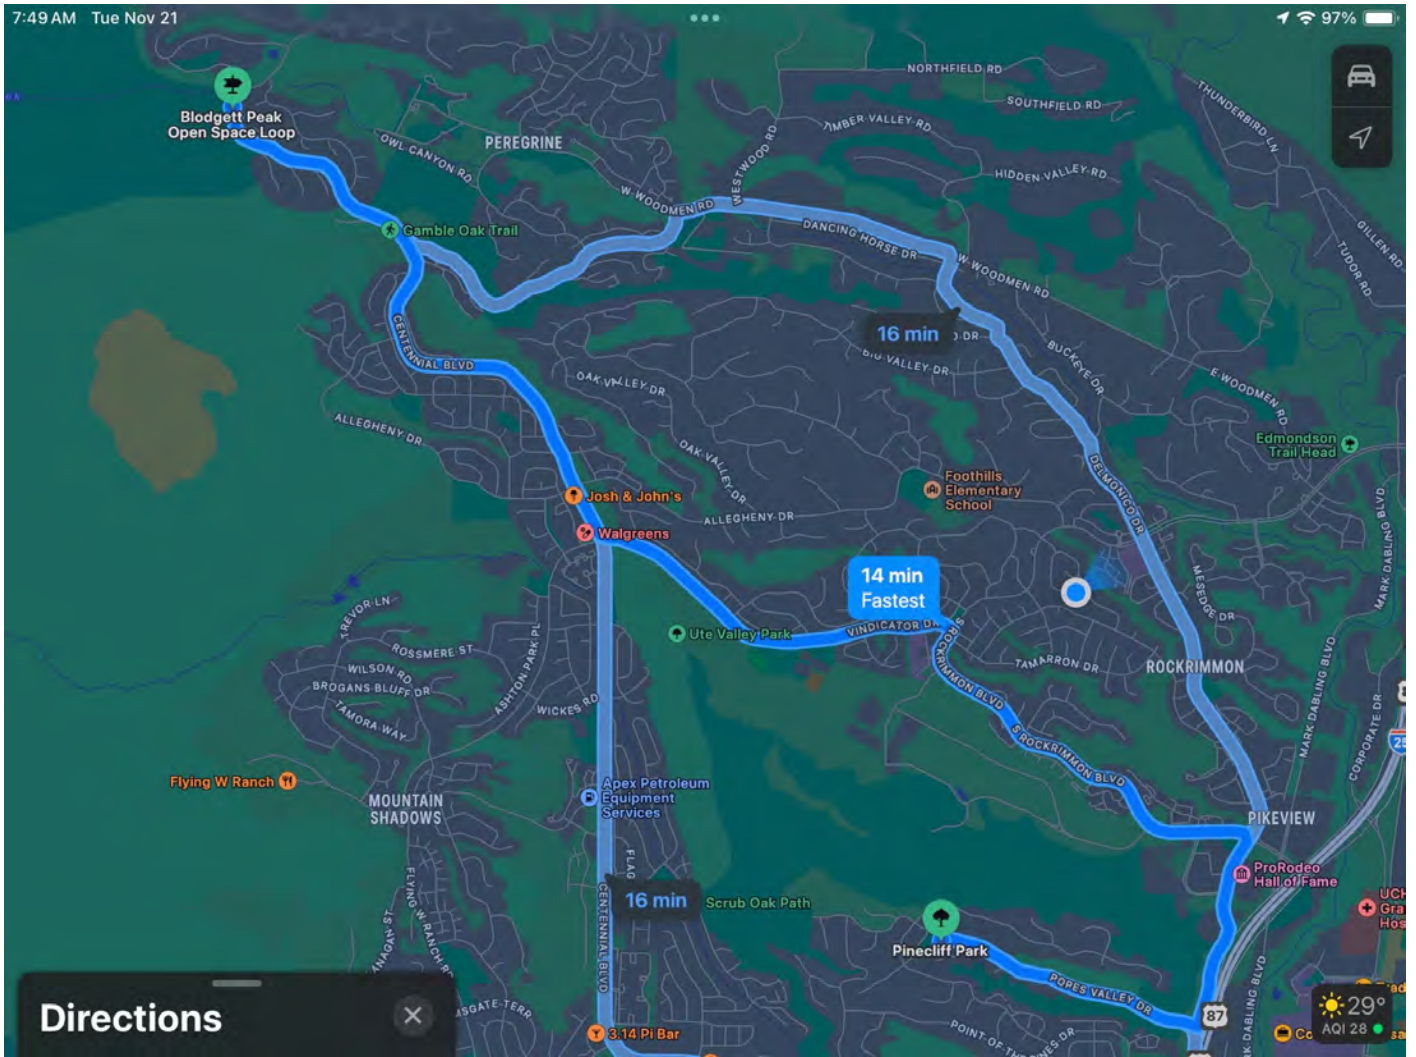 7:49 AM Tue Nov 21
97%
NORTHFIELD RD
SOUTHFIELD RD
THUNDERBIRD LN
Blodgett Peak
Open Space Loop
OWL CANYON RD
PEREGRINE
WESTWOOD RD
HIDDEN VALLEY RD
W WOODMEN RD
Gamble Oak Trail
DANCING HORSE DR
W WOODMEN RD
GILLEN RD
TUDOR RD
16 min
BUCKEYE DR
E WOODMEN RD
CENTENNIAL BLVD
OAK VALLEY DR
ALLEGHENY DR
OAK VALLEY DR
Edmondson
Trail Head
DELMONICO DR
Foothills
Elementary
School
Josh & John's
ALLEGHENY DR
Walgreens
MARK DABLING BLVD
14 min
Fastest
MESEDGE DR
TREVOR LN
Ute Valley Park
VINDICATOR DR
S ROCKRIMMON BLVD
TAMARRON DR
ROCKRIMMON
ROSSMERE ST
WILSON RD
BROGANS BLUFF DR
TAMORA WAY
ASHTON PARK PL
WICKES RD
MARK DABLING BLVD
CORPORATE DR
25
S ROCKRIMMON BLVD
Flying W Ranch
MOUNTAIN
SHADOWS
Apex Petroleum
Equipment
Services
PIKEVIEW
ProRodeo
Hall of Fame
FLYING W RANCH RD
16 min
Scrub Oak Path
CENTENNIAL BLVD
Pinecliff Park
POPES VALLEY DR
87
29°
AQI 28
Directions
3.14 Pi Bar